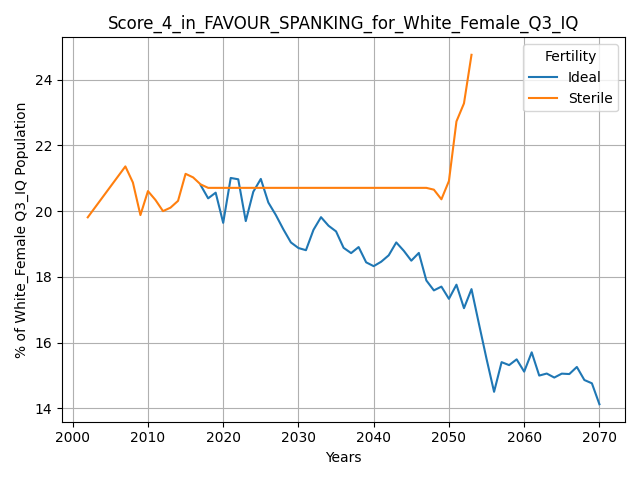 Score_4_in_FAVOUR_SPANKING_for_White_Female_Q3_IQ
Fertility
Ideal
Sterile
% of White_Female Q3_IQ Population
24
22
20
18
16
14
2000 2010 2020 2030 2040 2050 2060 2070
Years